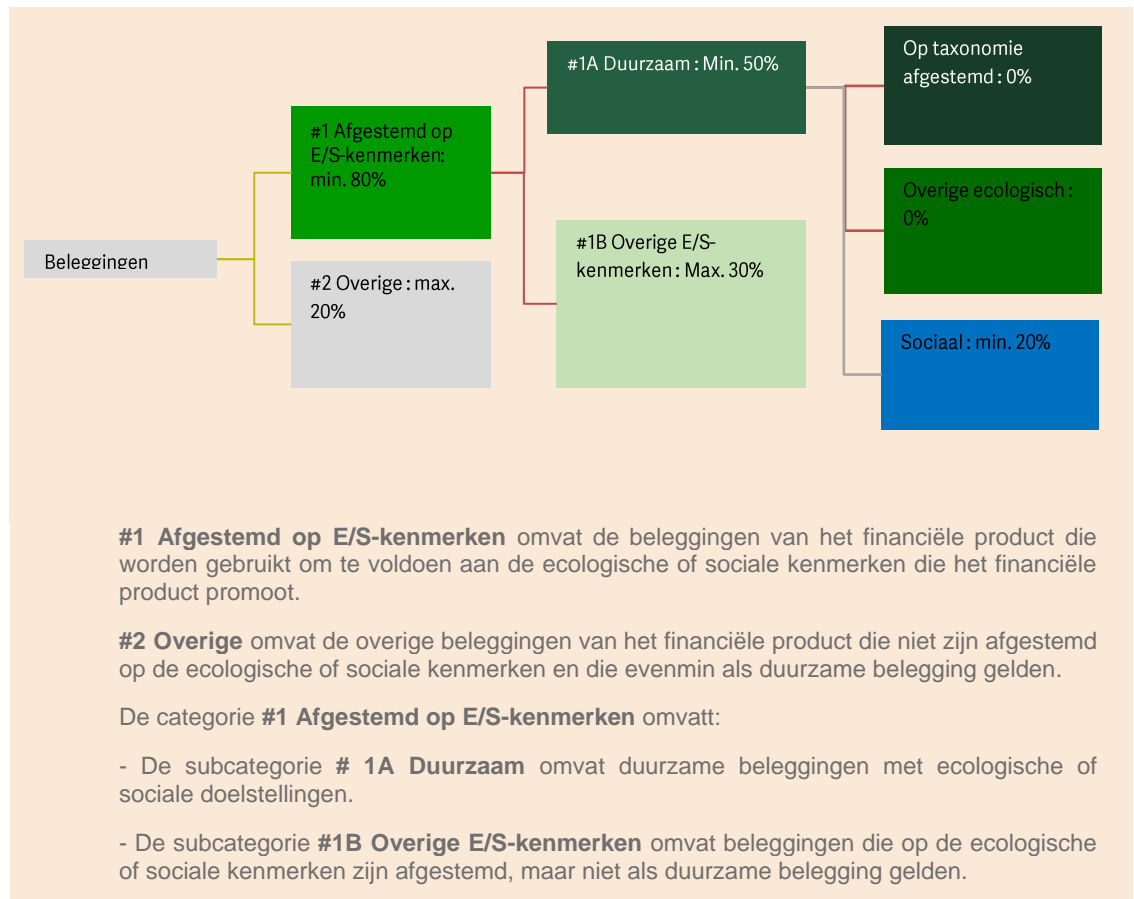 Beleggingen
#1 Afgestemd op
E/S-kenmerken:
min. 80%
#2 Overige : max.
20%
#1A Duurzaam : Min. 50%
#1B Overige E/S-
kenmerken : Max. 30%
Op taxonomie
afgestemd : 0%
Overige ecologisch :
0%
Sociaal : min. 20%
#1 Afgestemd op E/S-kenmerken omvat de beleggingen van het financiële product die
worden gebruikt om te voldoen aan de ecologische of sociale kenmerken die het financiële
product promoot.
#2 Overige omvat de overige beleggingen van het financiële product die niet zijn afgestemd
op de ecologische of sociale kenmerken en die evenmin als duurzame belegging gelden.
De categorie #1 Afgestemd op E/S-kenmerken omvatt:
- De subcategorie # 1A Duurzaam omvat duurzame beleggingen met ecologische of
sociale doelstellingen.
- De subcategorie #1B Overige E/S-kenmerken omvat beleggingen die op de ecologische
of sociale kenmerken zijn afgestemd, maar niet als duurzame belegging gelden.